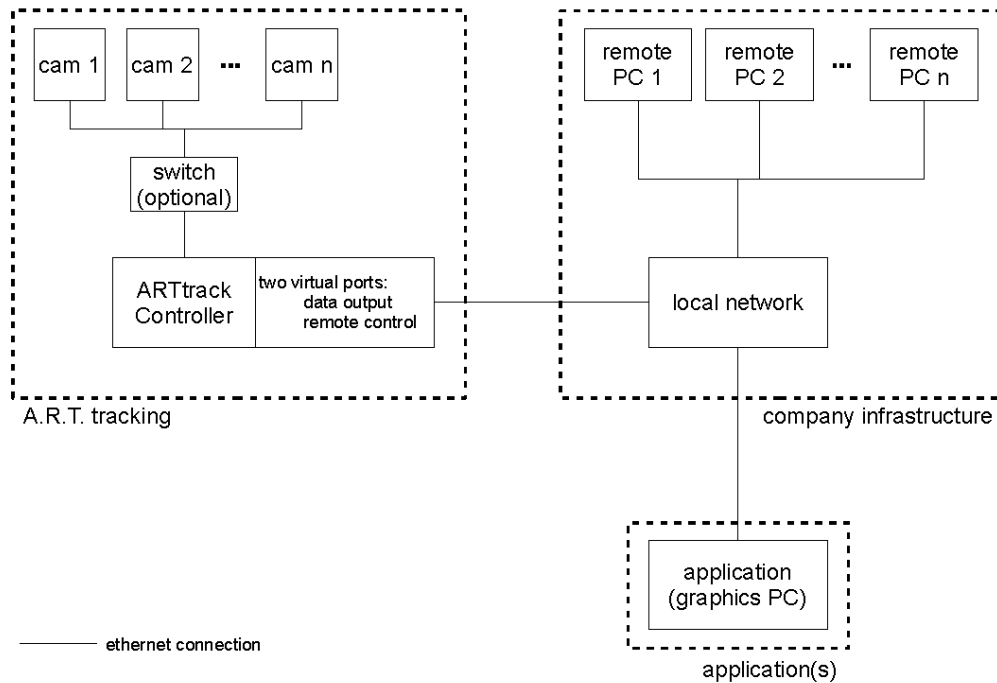 cam 1
cam 2
...
cam n
switch
(optional)
ARTtrack
Controller
two virtual ports:
data output
remote control
A.R.T. tracking
remote
PC 1
remote
PC 2
...
remote
PC n
local network
company infrastructure
application
(graphics PC)
application(s)
ethernet connection